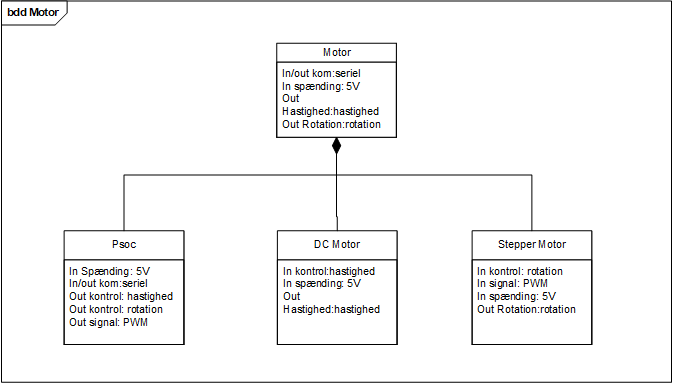 bdd Motor
Motor
In/out kom:seriel
In spænding: 5V
Out
Hastighed:hastighed
Out Rotation:rotation
Psoc
In Spænding: 5V
In/out kom:seriel
Out kontrol: hastighed
Out kontrol: rotation
Out signal: PWM
DC Motor
In kontrol:hastighed
In spænding: 5V
Out
Hastighed:hastighed
Stepper Motor
In kontrol: rotation
In signal: PWM
In spænding: 5V
Out Rotation:rotation